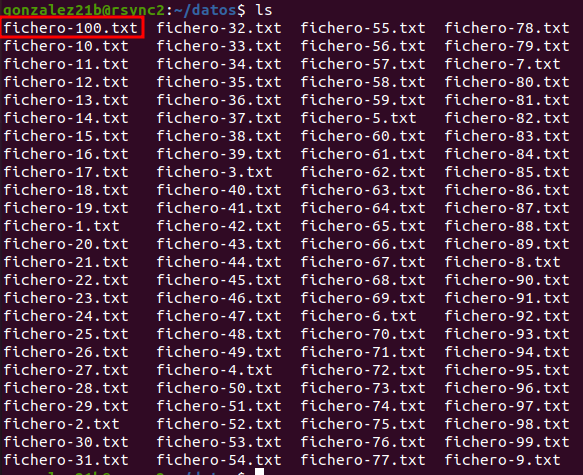 gonzalez21b@rsync2:~/datos$ ls
fichero-100.txt fichero-32.txt fichero-55.txt fichero-78.txt
fichero-10.txt fichero-33.txt fichero-56.txt fichero-79.txt
fichero-11.txt fichero-34.txt fichero-57.txt fichero-7.txt
fichero-12.txt fichero-35.txt fichero-58.txt fichero-80.txt
fichero-13.txt fichero-36.txt fichero-59.txt fichero-81.txt
fichero-14.txt fichero-37.txt fichero-5.txt fichero-82.txt
fichero-15.txt fichero-38.txt fichero-60.txt fichero-83.txt
fichero-16.txt fichero-39.txt fichero-61.txt fichero-84.txt
fichero-17.txt fichero-3.txt fichero-62.txt fichero-85.txt
fichero-18.txt fichero-40.txt fichero-63.txt fichero-86.txt
fichero-19.txt fichero-41.txt fichero-64.txt fichero-87.txt
fichero-1.txt fichero-42.txt fichero-65.txt fichero-88.txt
fichero-20.txt fichero-43.txt fichero-66.txt fichero-89.txt
fichero-21.txt fichero-44.txt fichero-67.txt fichero-8.txt
fichero-22.txt fichero-45.txt fichero-68.txt fichero-90.txt
fichero-23.txt fichero-46.txt fichero-69.txt fichero-91.txt
fichero-24.txt fichero-47.txt fichero-6.txt fichero-92.txt
fichero-25.txt fichero-48.txt fichero-70.txt fichero-93.txt
fichero-26.txt fichero-49.txt fichero-71.txt fichero-94.txt
fichero-27.txt fichero-4.txt fichero-72.txt fichero-95.txt
fichero-28.txt fichero-50.txt fichero-73.txt fichero-96.txt
fichero-29.txt fichero-51.txt fichero-74.txt fichero-97.txt
fichero-2.txt fichero-52.txt fichero-75.txt fichero-98.txt
fichero-30.txt fichero-53.txt fichero-76.txt fichero-99.txt
fichero-31.txt fichero-54.txt fichero-77.txt fichero-9.txt